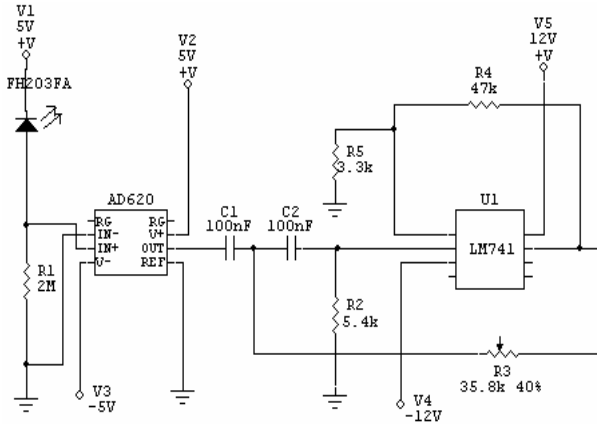 V1
5V
+V
FH203FA
V2
5V
+V
V5
12V
+V
R4
47k
R5
3.3k
AD620
RG
IN-
IN+
V-
RG
V+
OUT
REF
C1
100nF
C2
100nF
U1
LM741
R1
2M
R2
5.4k
R3
35.8k 40%
V3
-5V
V4
-12V